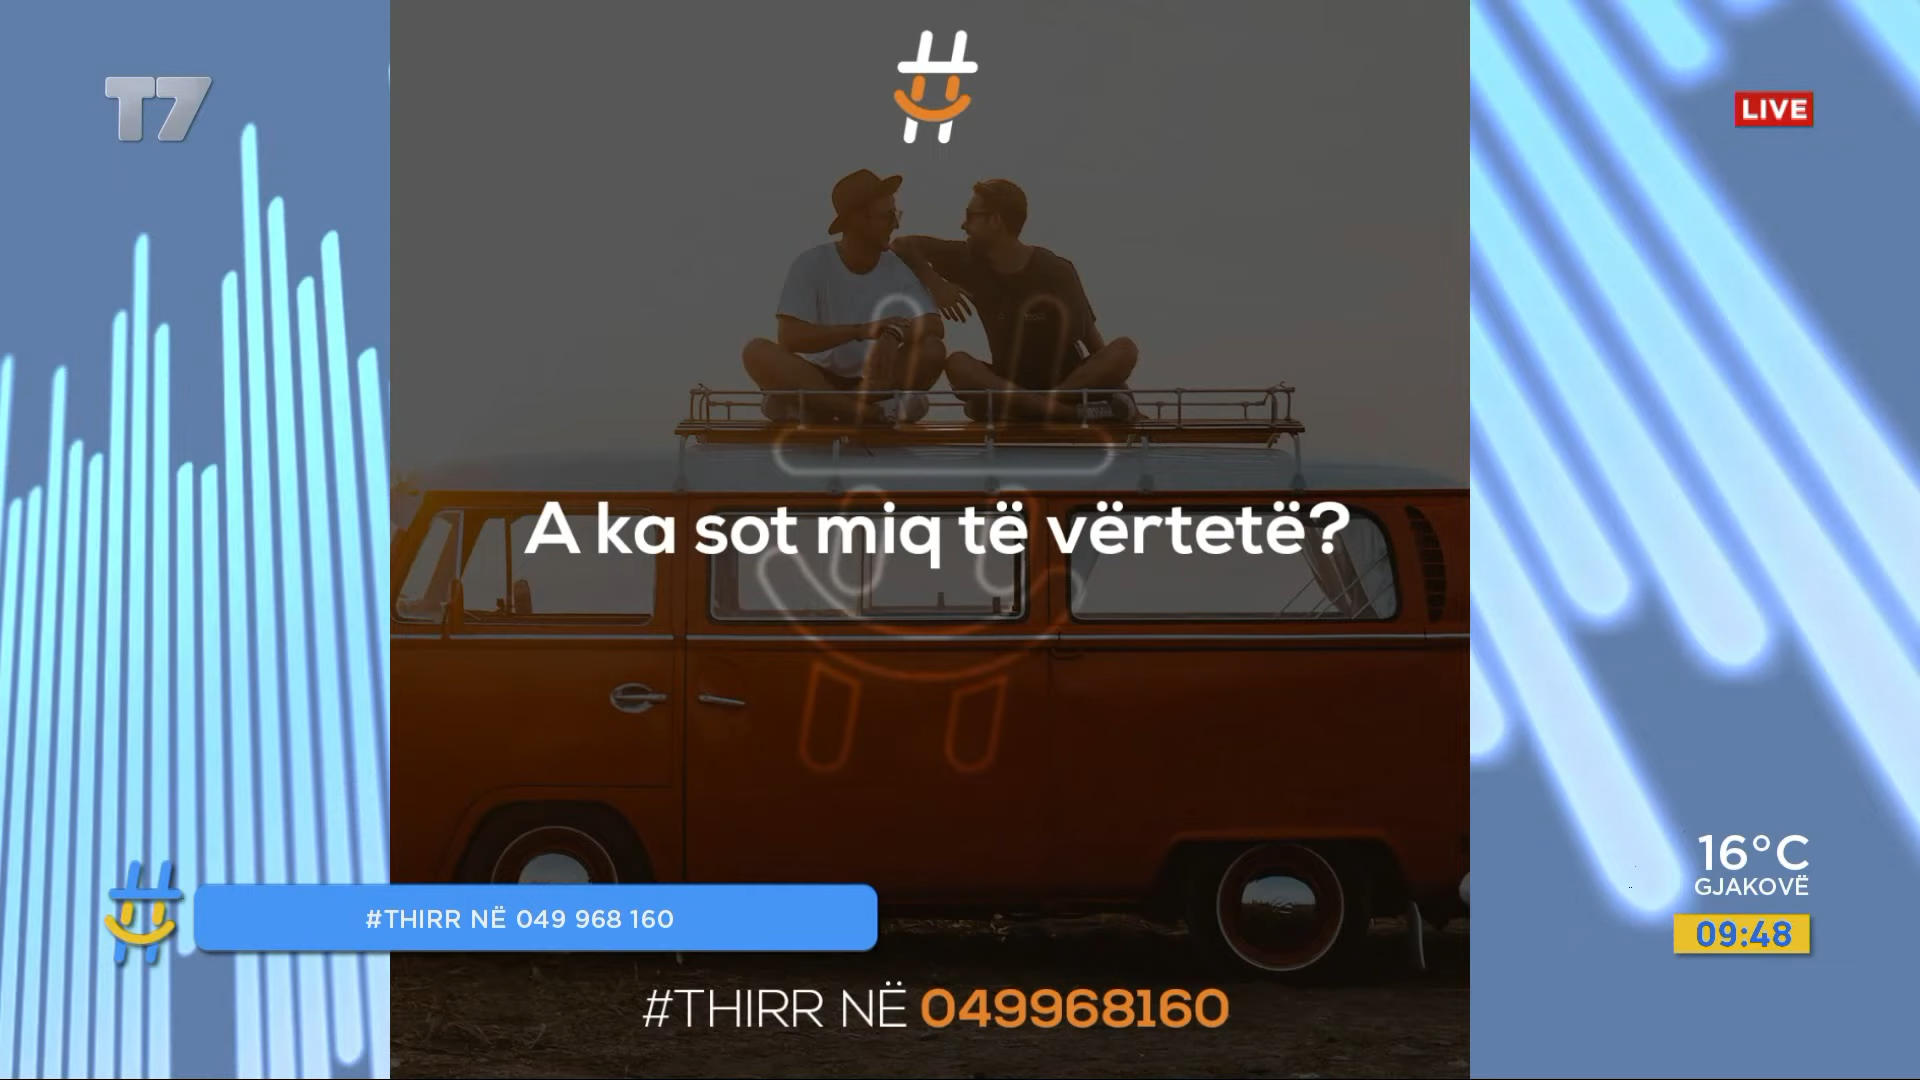 T7
LIVE
A ka sot miq të vërtetë?
16°C
GJAKOVË
09:48
#THIRR NË 049 968 160
#THIRR NË 049968160